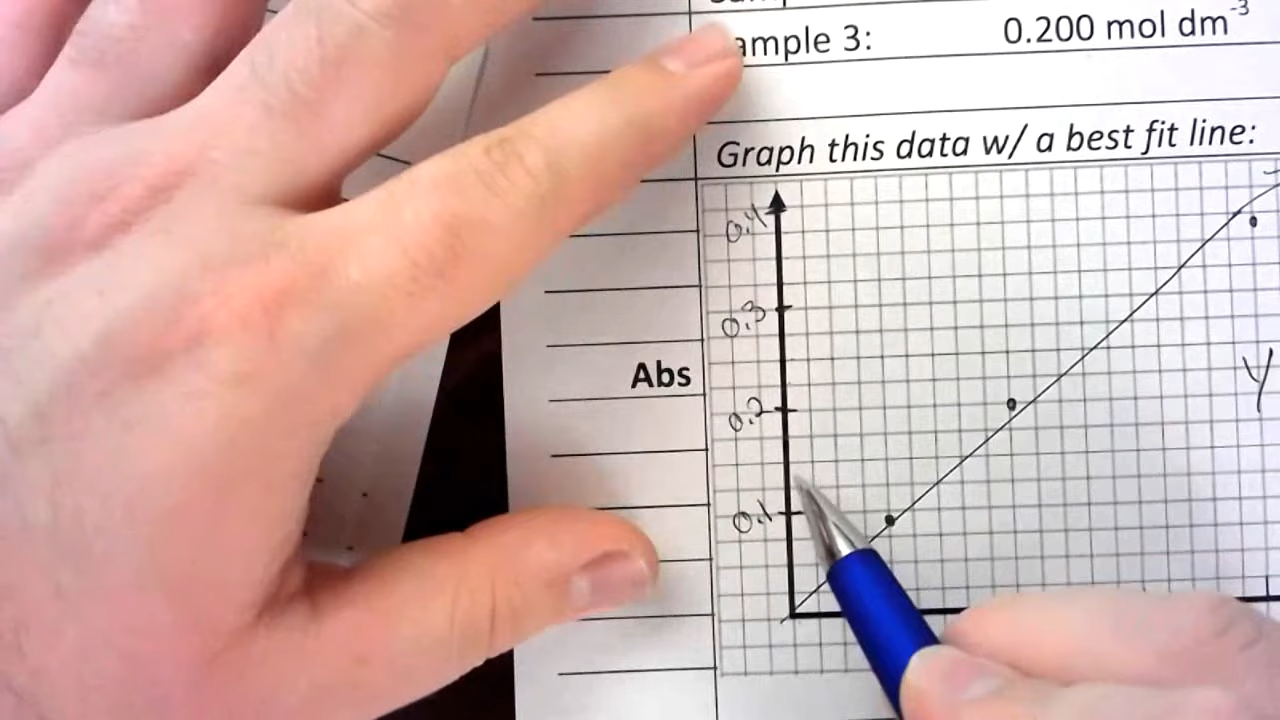 ample 3: 0.200 mol dm⁻³
Graph this data w/ a best fit line:
0.4
0.3
Abs
0.2
0.1
Y